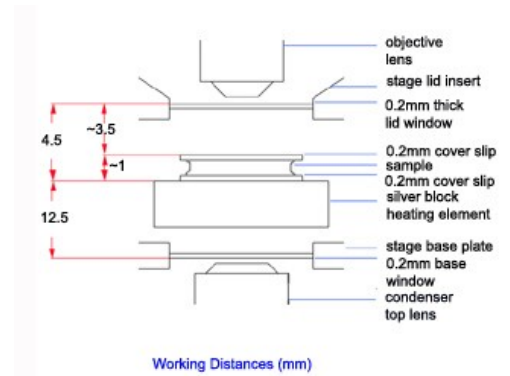 objective
lens
stage lid insert
0.2mm thick
lid window
~3.5
4.5
0.2mm cover slip
~1
sample
0.2mm cover slip
silver block
heating element
12.5
stage base plate
0.2mm base
window
condenser
top lens
Working Distances (mm)